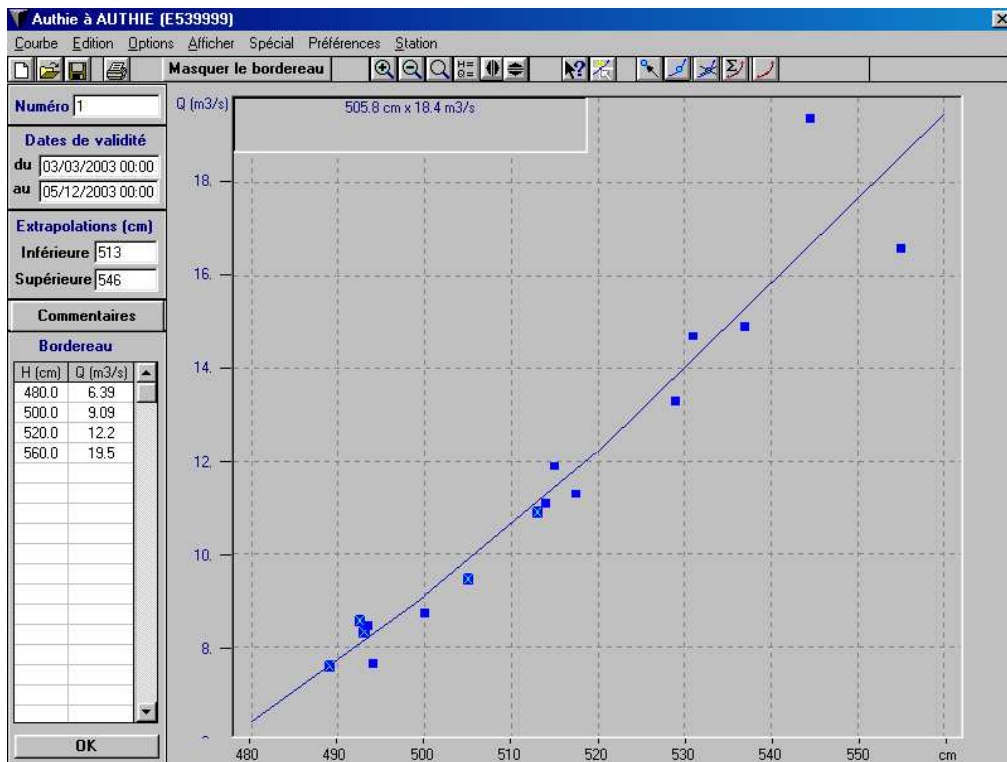 Authie à AUTHIE (E539999)
Courbe Edition Options Afficher Spécial Préférences Station
Masquer le bordereau
H=
Q=
?
Σ
Numéro 1
Dates de validité
du 03/03/2003 00:00
au 05/12/2003 00:00
Extrapolations (cm)
Inférieure 513
Supérieure 546
Commentaires
Bordereau
H (cm) Q (m3/s)
480.0 6.39
500.0 9.09
520.0 12.2
560.0 19.5
OK
Q (m3/s)
505.8 cm x 18.4 m3/s
18.
16.
14.
12.
10.
8.
480 490 500 510 520 530 540 550 cm